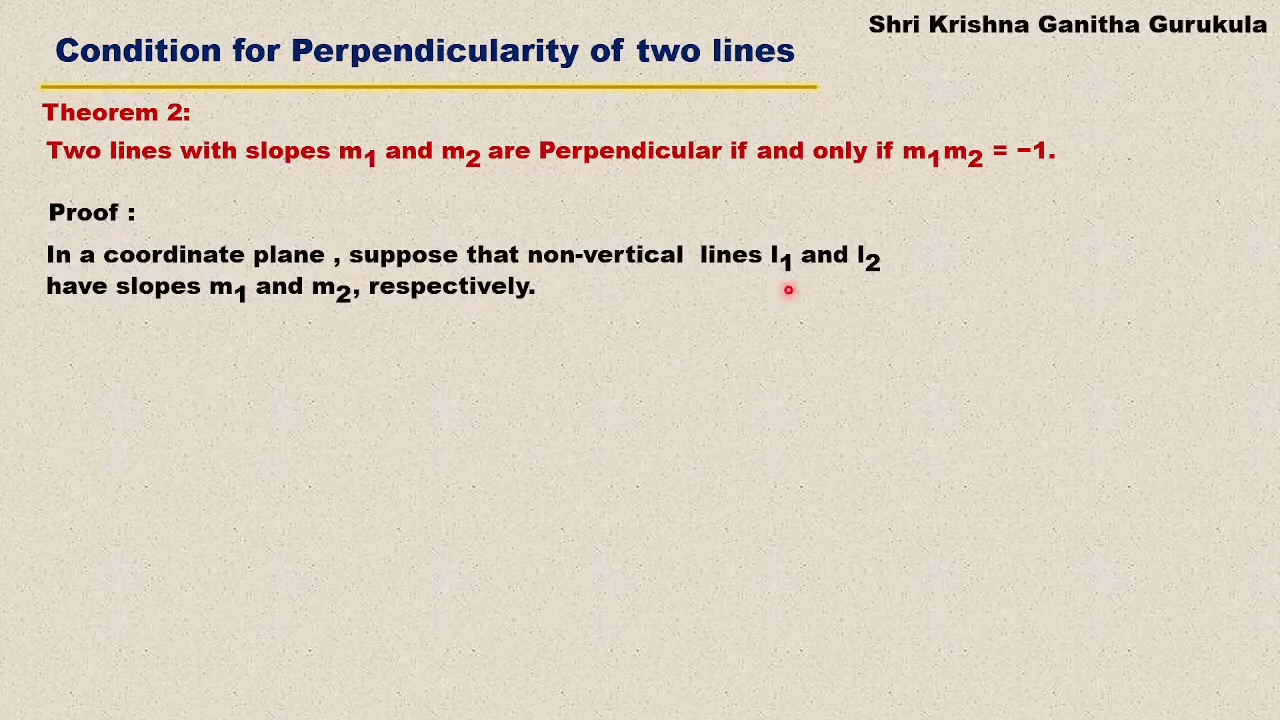 Shri Krishna Ganitha Gurukula
Condition for Perpendicularity of two lines
Theorem 2:
Two lines with slopes m₁ and m₂ are Perpendicular if and only if m₁m₂ = −1.
Proof :
In a coordinate plane , suppose that non-vertical lines l₁ and l₂
have slopes m₁ and m₂, respectively.